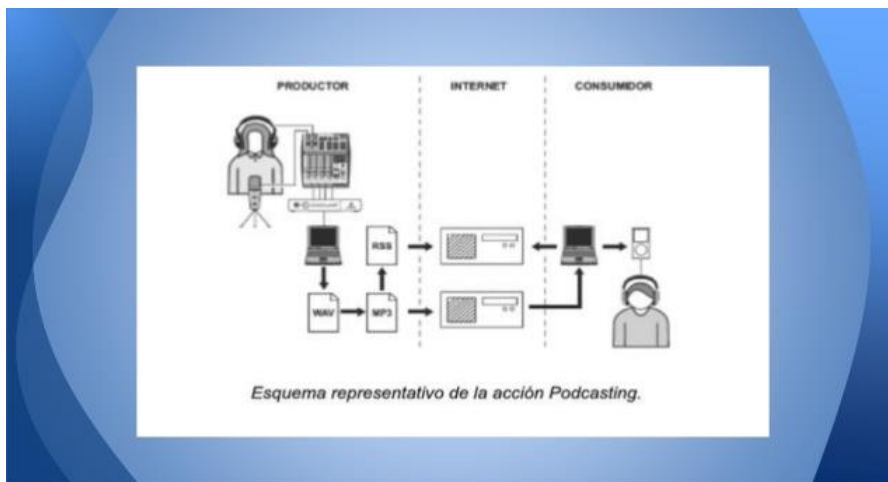 PRODUCTOR
INTERNET
CONSUMIDOR
RSS
WAV
MP3
Esquema representativo de la acción Podcasting.